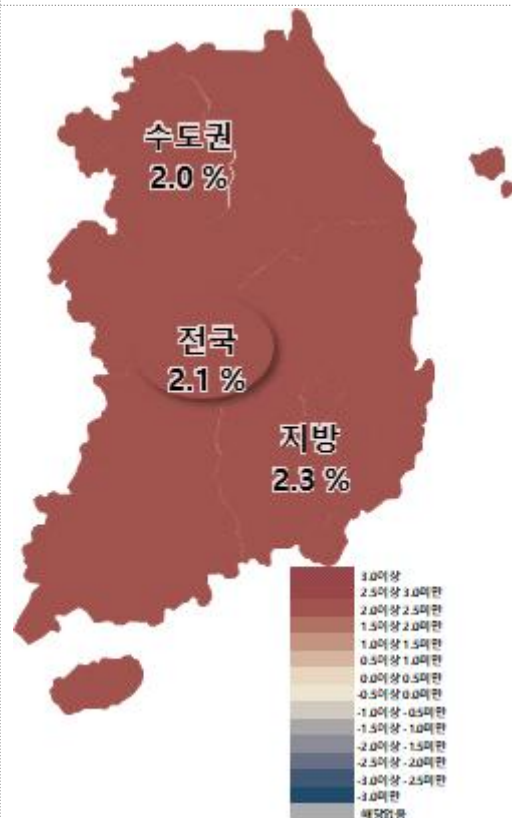 수도권
2.0 %
전국
2.1 %
지방
2.3 %
3.0이상
2.5이상 3.0미만
2.0이상 2.5미만
1.5이상 2.0미만
1.0이상 1.5미만
0.5이상 1.0미만
0.0이상 0.5미만
-0.5이상 0.0미만
-1.0이상 -0.5미만
-1.5이상 -1.0미만
-2.0이상 -1.5미만
-2.5이상 -2.0미만
-3.0이상 -2.5미만
-3.0미만
해당없음